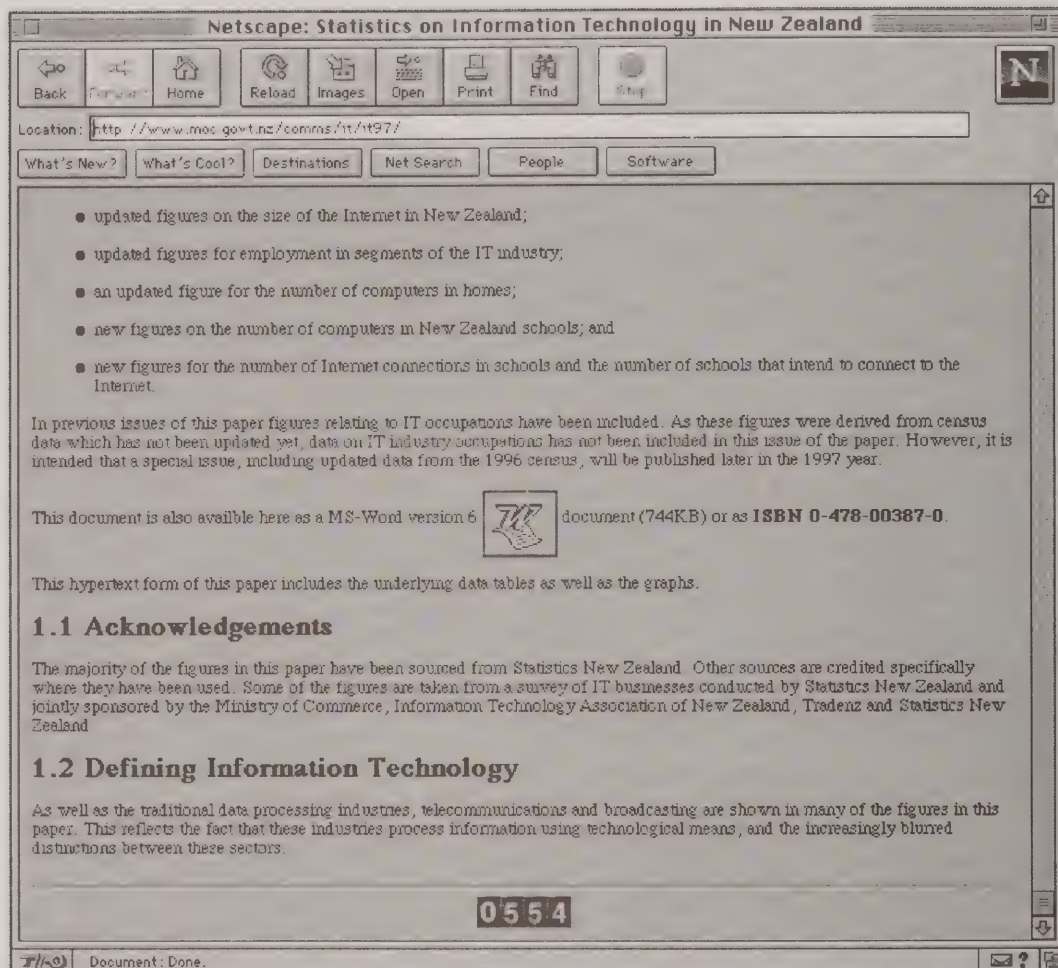 Netscape: Statistics on Information Technology in New Zealand
Back Forward Home Reload Images Open Print Find Stop
N
Location: http://www.moc.govt.nz/comms/it/it97/
What's New? What's Cool? Destinations Net Search People Software
● updated figures on the size of the Internet in New Zealand;
● updated figures for employment in segments of the IT industry;
● an updated figure for the number of computers in homes;
● new figures on the number of computers in New Zealand schools; and
● new figures for the number of Internet connections in schools and the number of schools that intend to connect to the
Internet.
In previous issues of this paper figures relating to IT occupations have been included. As these figures were derived from census
data which has not been updated yet, data on IT industry occupations has not been included in this issue of the paper. However, it is
intended that a special issue, including updated data from the 1996 census, will be published later in the 1997 year.
This document is also availble here as a MS-Word version 6 W document (744KB) or as ISBN 0-478-00387-0.
This hypertext form of this paper includes the underlying data tables as well as the graphs.
1.1 Acknowledgements
The majority of the figures in this paper have been sourced from Statistics New Zealand. Other sources are credited specifically
where they have been used. Some of the figures are taken from a survey of IT businesses conducted by Statistics New Zealand and
jointly sponsored by the Ministry of Commerce, Information Technology Association of New Zealand, Tradenz and Statistics New
Zealand
1.2 Defining Information Technology
As well as the traditional data processing industries, telecommunications and broadcasting are shown in many of the figures in this
paper. This reflects the fact that these industries process information using technological means, and the increasingly blurred
distinctions between these sectors.
0554
Document: Done. ?